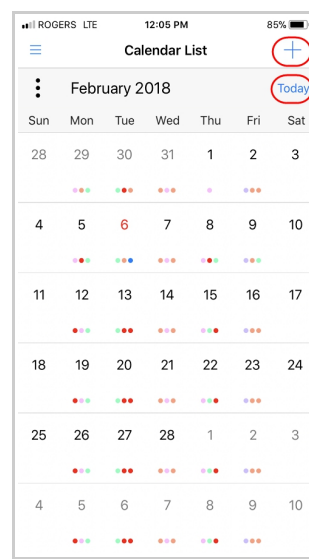 ROGERS LTE 12:05 PM 85%
Calendar List
February 2018 Today
Sun Mon Tue Wed Thu Fri Sat
28 29 30 31 1 2 3
4 5 6 7 8 9 10
11 12 13 14 15 16 17
18 19 20 21 22 23 24
25 26 27 28 1 2 3
4 5 6 7 8 9 10